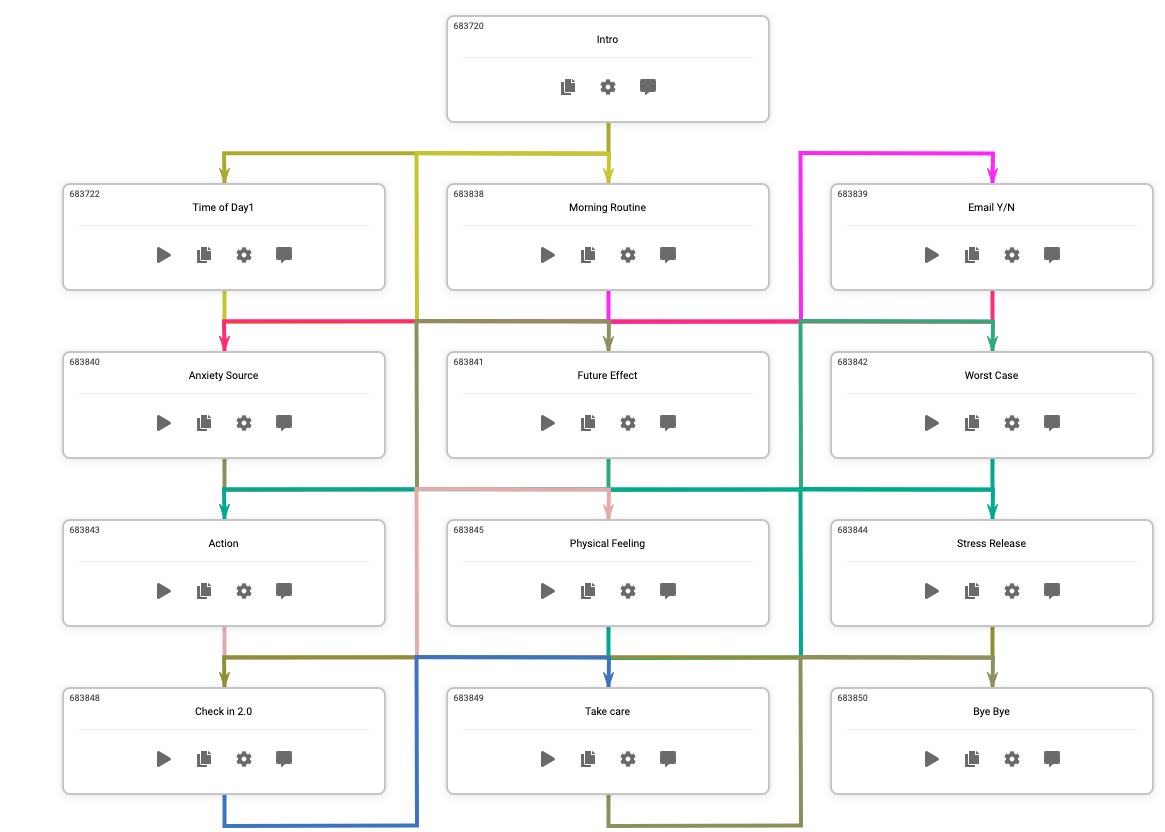 683720
Intro
683722
Time of Day1
683838
Morning Routine
683839
Email Y/N
683840
Anxiety Source
683841
Future Effect
683842
Worst Case
683843
Action
683845
Physical Feeling
683844
Stress Release
683848
Check in 2.0
683849
Take care
683850
Bye Bye